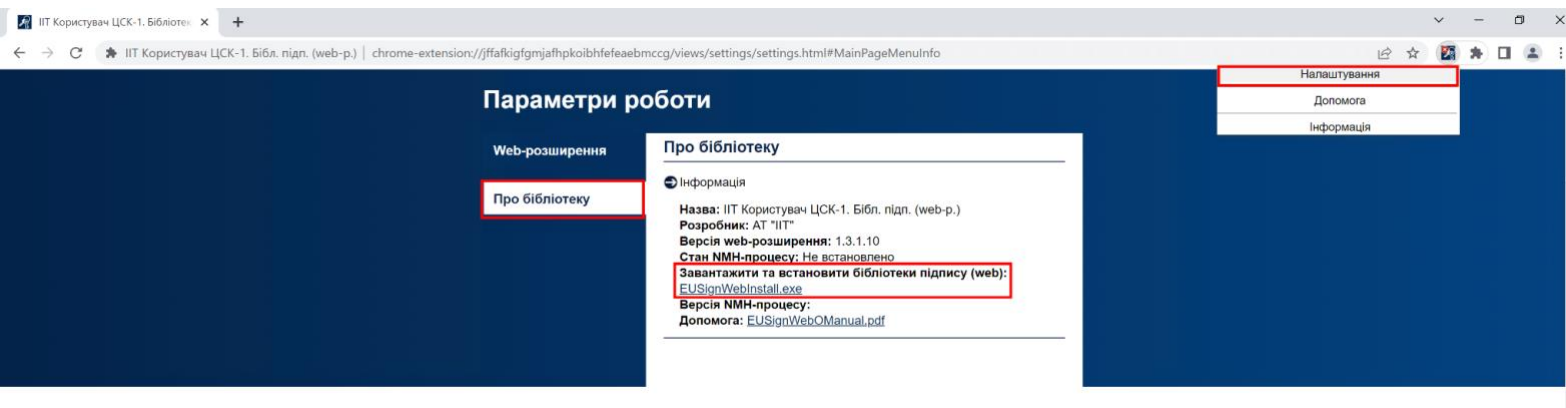 ІІТ Користувач ЦСК-1. Бібліотек
ІІТ Користувач ЦСК-1. Бібл. підп. (web-р.) | chrome-extension://jffafkigfgmjafhpkoibhfefeaebmccg/views/settings/settings.html#MainPageMenuInfo
Налаштування
Допомога
Інформація
Параметри роботи
Web-розширення
Про бібліотеку
Про бібліотеку
Інформація
Назва: ІІТ Користувач ЦСК-1. Бібл. підп. (web-р.)
Розробник: АТ "ІІТ"
Версія web-розширення: 1.3.1.10
Стан NMH-процесу: Не встановлено
Завантажити та встановити бібліотеки підпису (web):
EUSignWebInstall.exe
Версія NMH-процесу:
Допомога: EUSignWebOManual.pdf